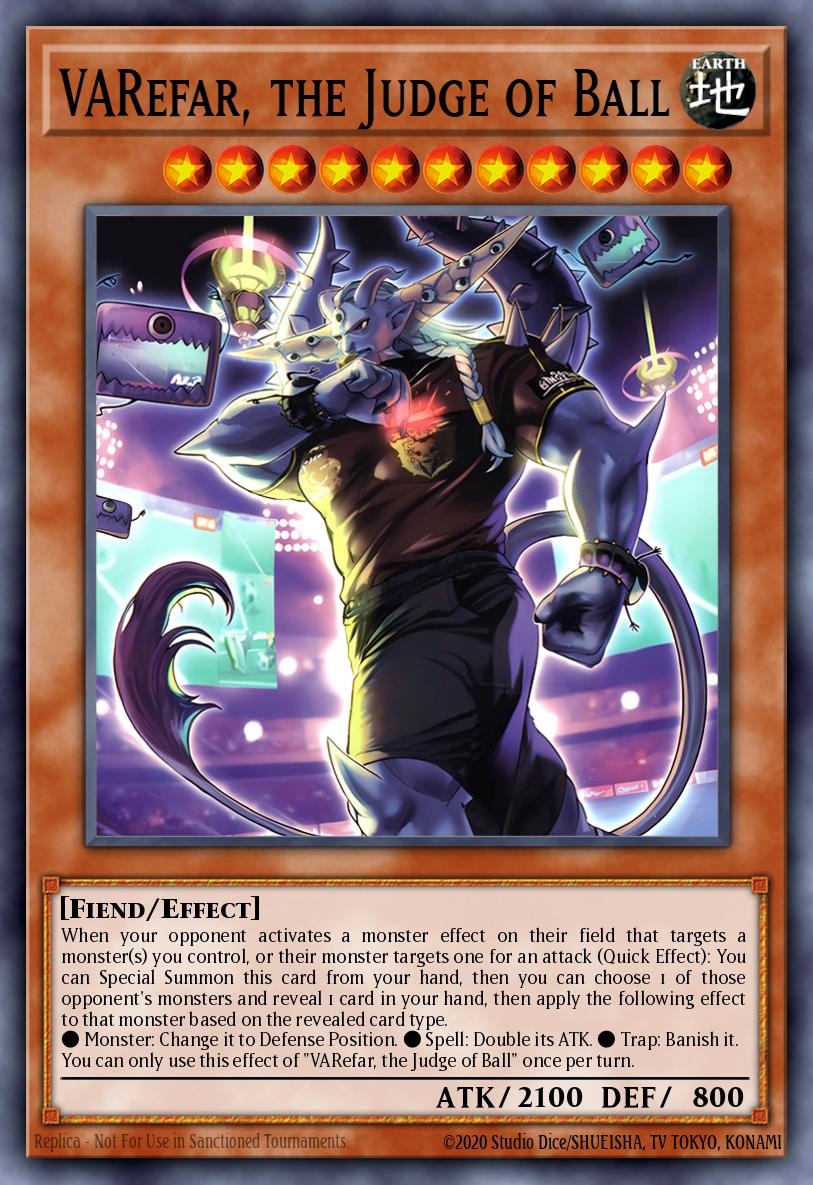 VARefar, the Judge of Ball
EARTH
地
[Fiend/Effect]
When your opponent activates a monster effect on their field that targets a
monster(s) you control, or their monster targets one for an attack (Quick Effect): You
can Special Summon this card from your hand, then you can choose 1 of those
opponent's monsters and reveal 1 card in your hand, then apply the following effect
to that monster based on the revealed card type.
● Monster: Change it to Defense Position. ● Spell: Double its ATK. ● Trap: Banish it.
You can only use this effect of "VARefar, the Judge of Ball" once per turn.
ATK/ 2100 DEF/ 800
Replica - Not For Use in Sanctioned Tournaments.
©2020 Studio Dice/SHUEISHA, TV TOKYO, KONAMI